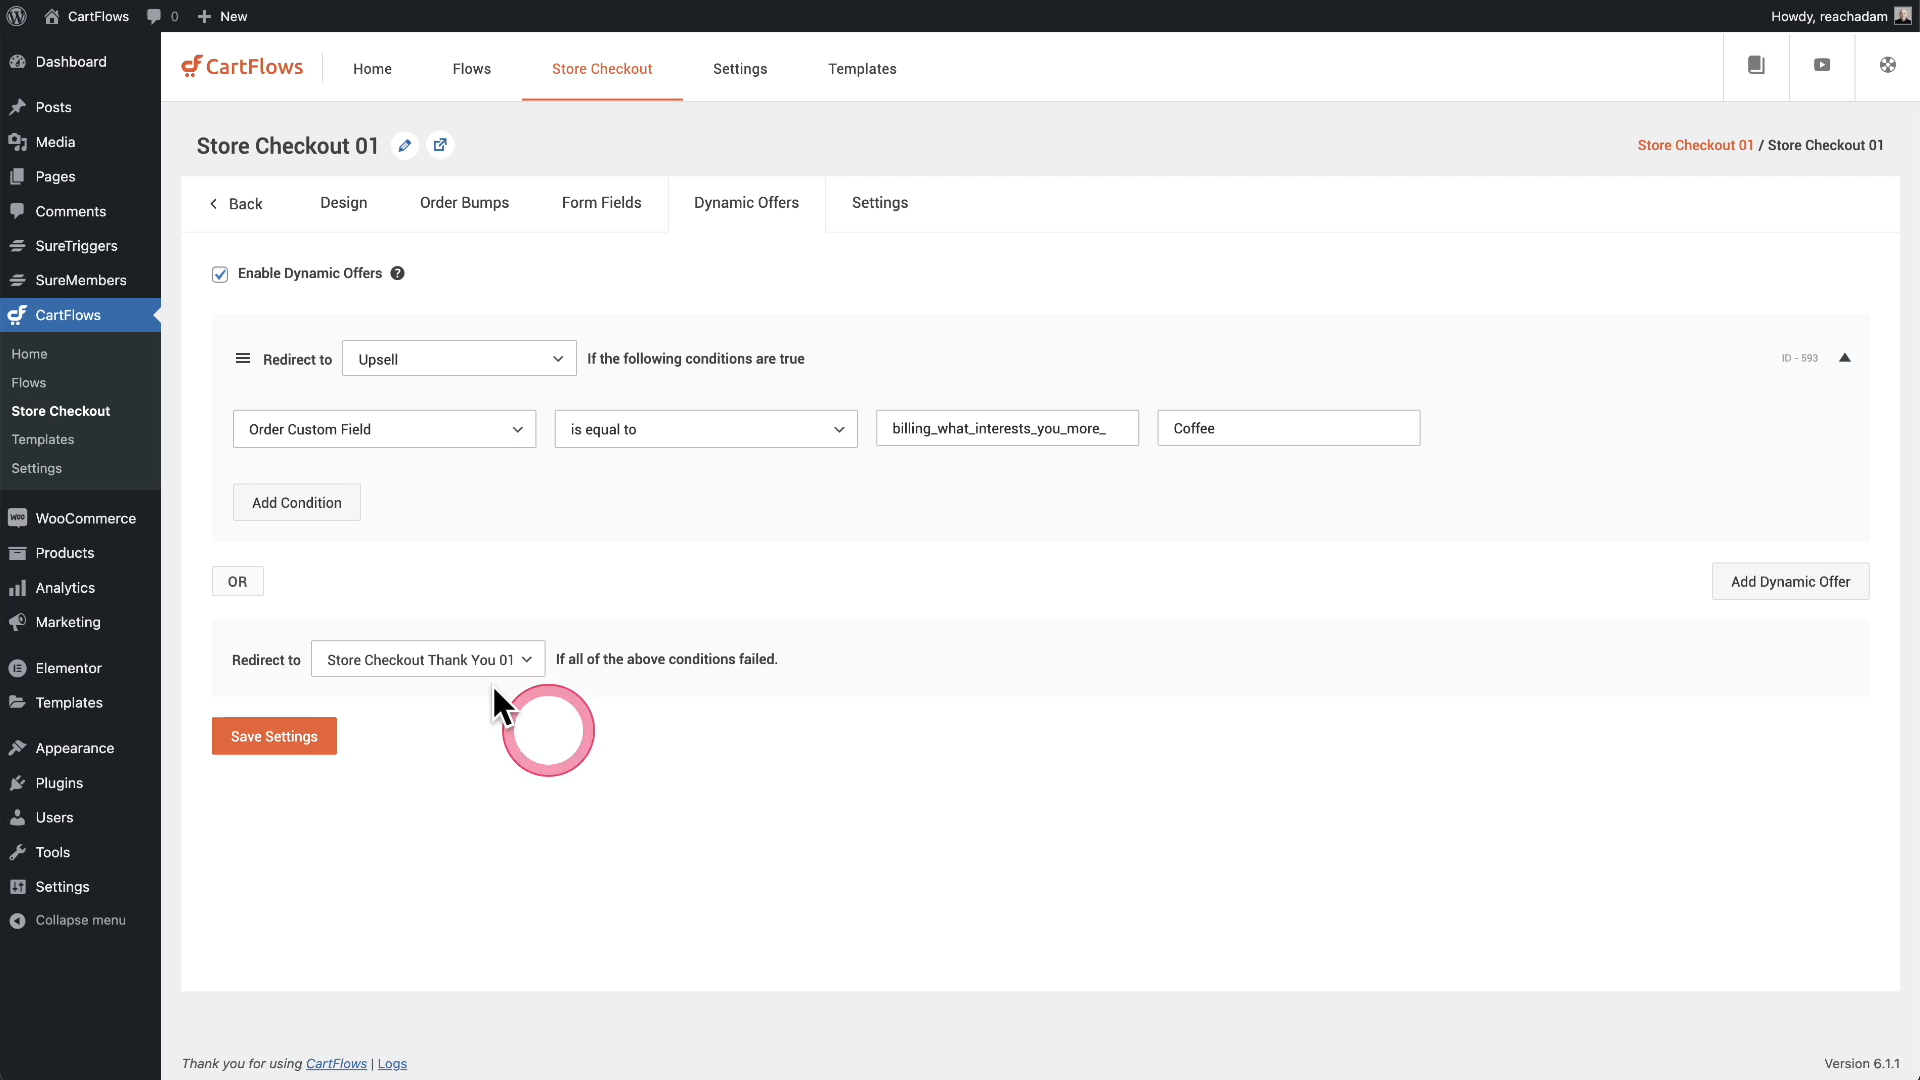 CartFlows
0
New
Howdy, reachadam
Dashboard
Posts
Media
Pages
Comments
SureTriggers
SureMembers
CartFlows
Home
Flows
Store Checkout
Templates
Settings
WooCommerce
Products
Analytics
Marketing
Elementor
Templates
Appearance
Plugins
Users
Tools
Settings
Collapse menu
CartFlows
Home
Flows
Store Checkout
Settings
Templates
Store Checkout 01
Store Checkout 01 / Store Checkout 01
Back
Design
Order Bumps
Form Fields
Dynamic Offers
Settings
Enable Dynamic Offers ?
Redirect to
Upsell
If the following conditions are true
ID - 593
Order Custom Field
is equal to
billing_what_interests_you_more_
Coffee
Add Condition
OR
Add Dynamic Offer
Redirect to
Store Checkout Thank You 01
If all of the above conditions failed.
Save Settings
Thank you for using CartFlows | Logs
Version 6.1.1